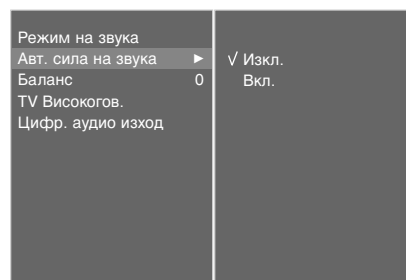 Режим на звука
Авт. сила на звука ►
Баланс 0
TV Високогов.
Цифр. аудио изход
√ Изкл.
Вкл.